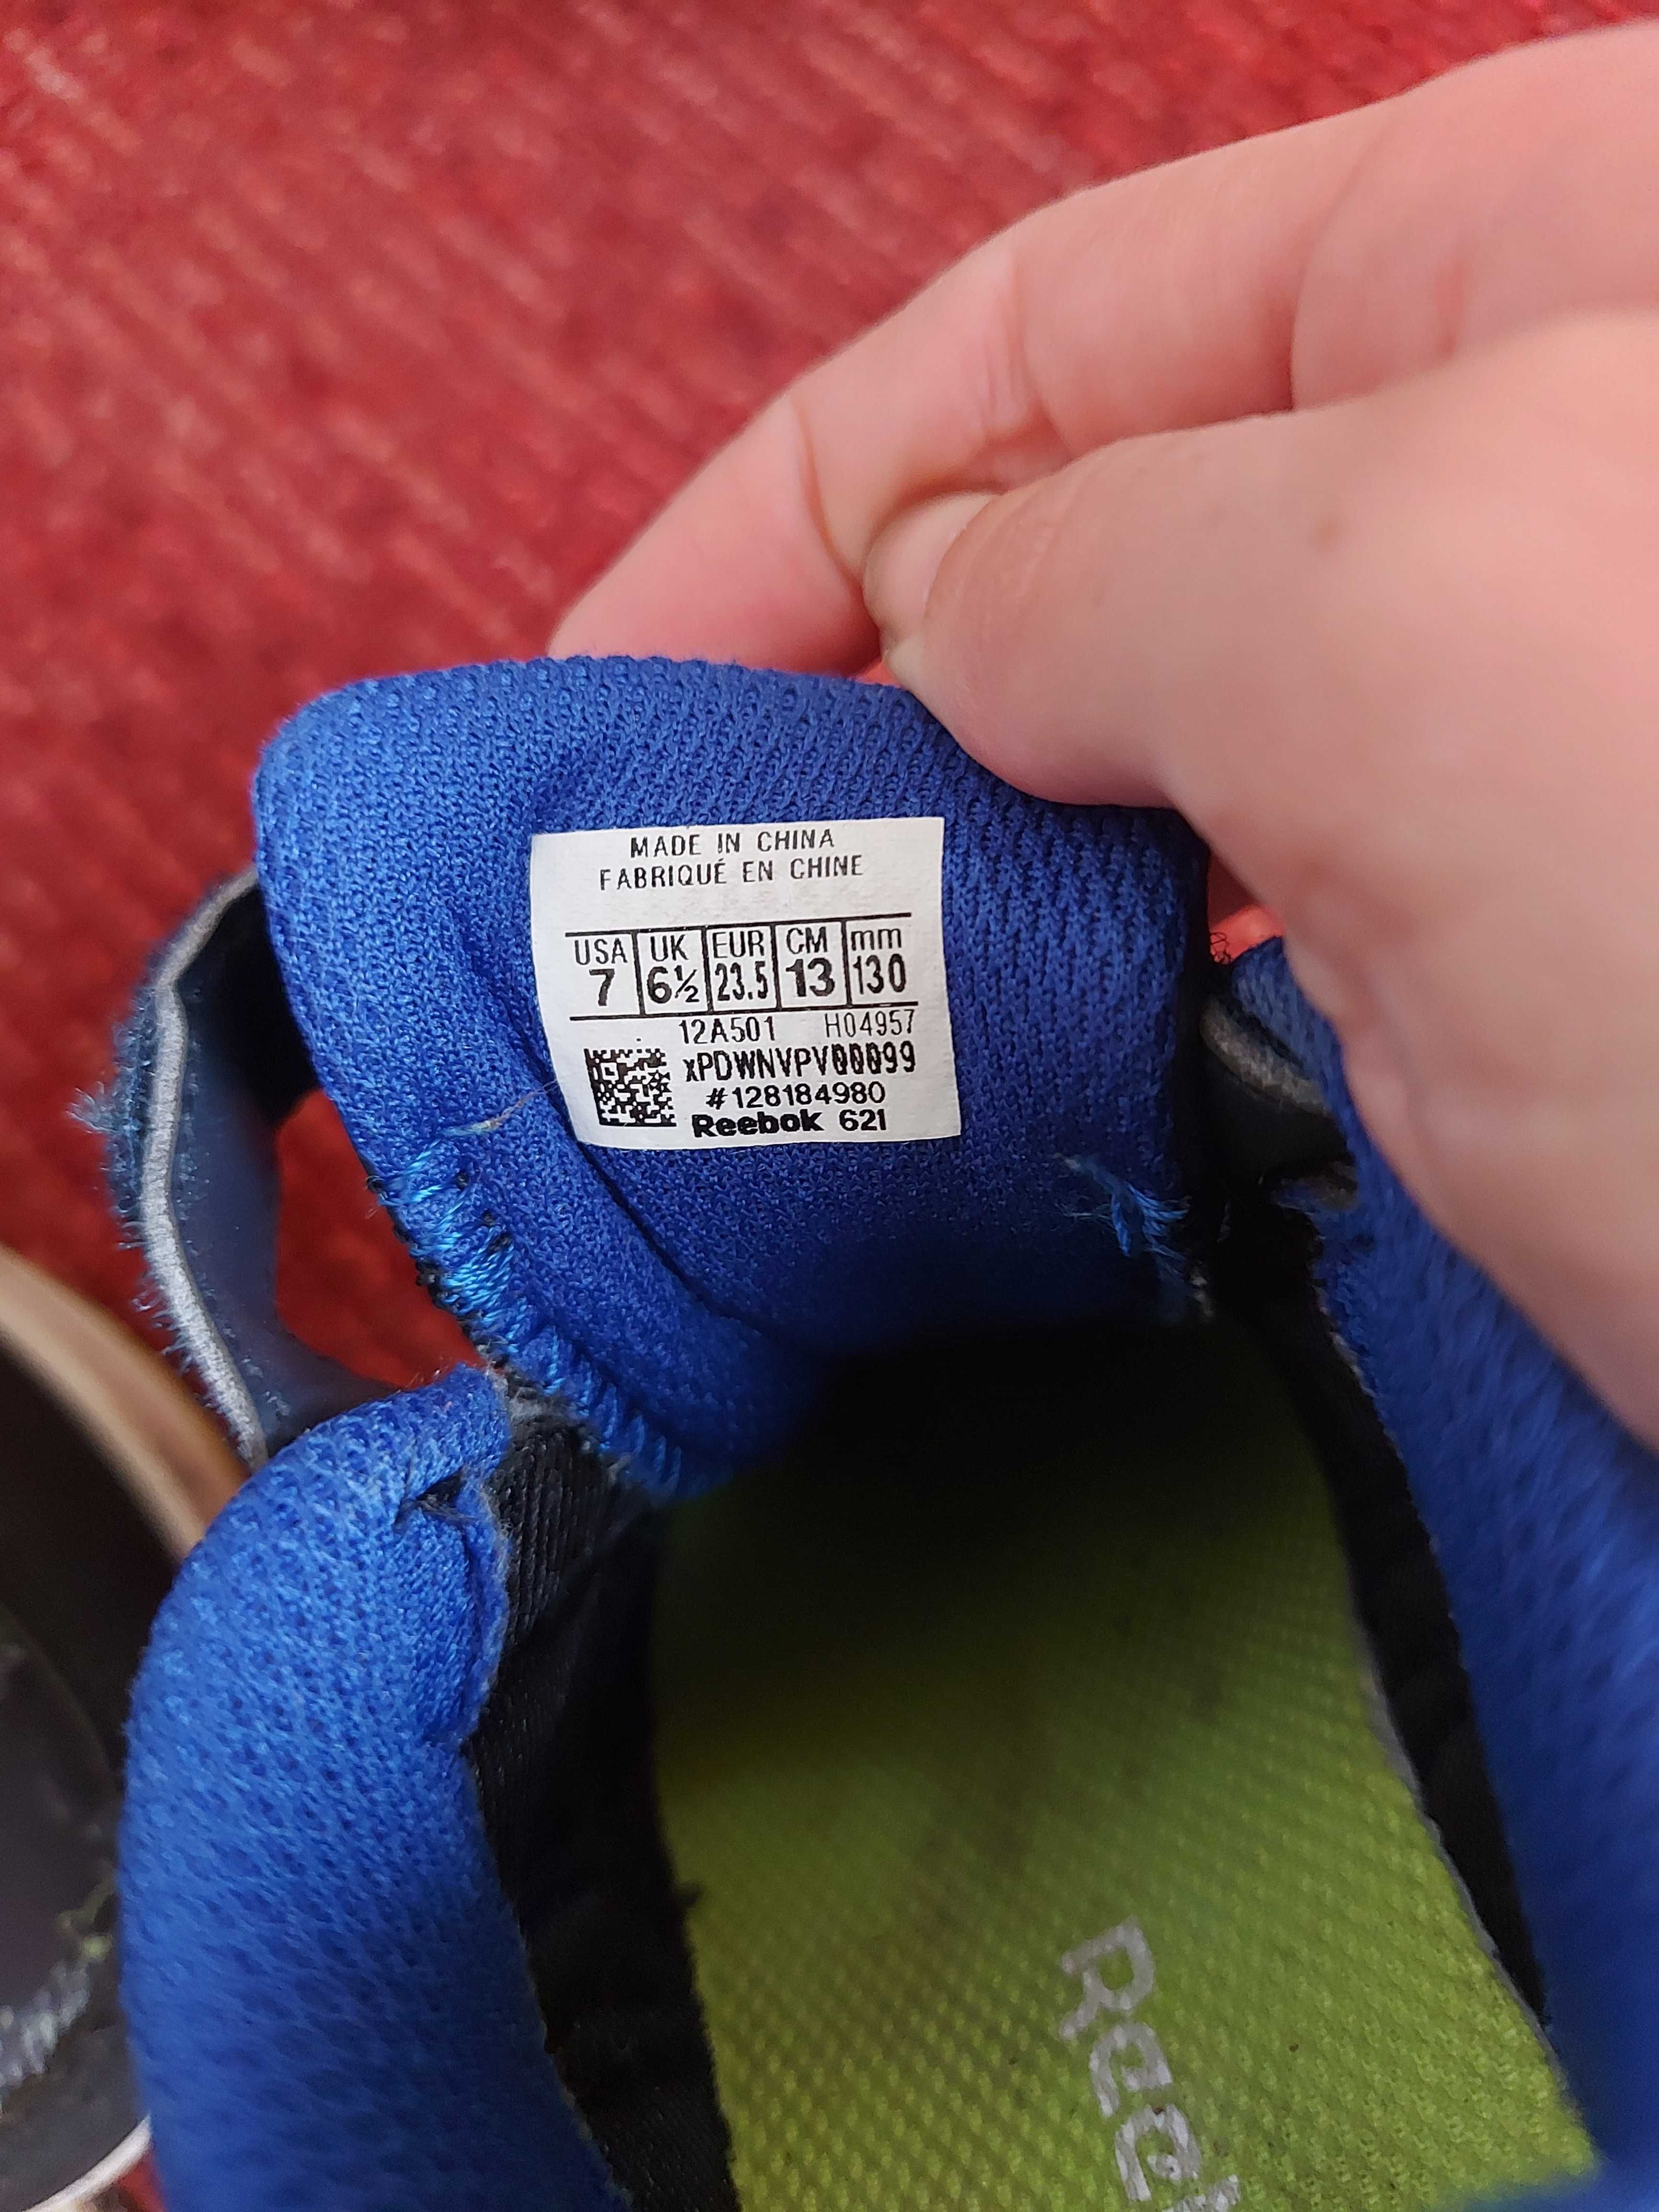 MADE IN CHINA
FABRIQUÉ EN CHINE
USA UK EUR CM mm
7 6½ 23.5 13 130
12A501 H04957
xPDWNVPV00099
#128184980
Reebok 621
Reeb